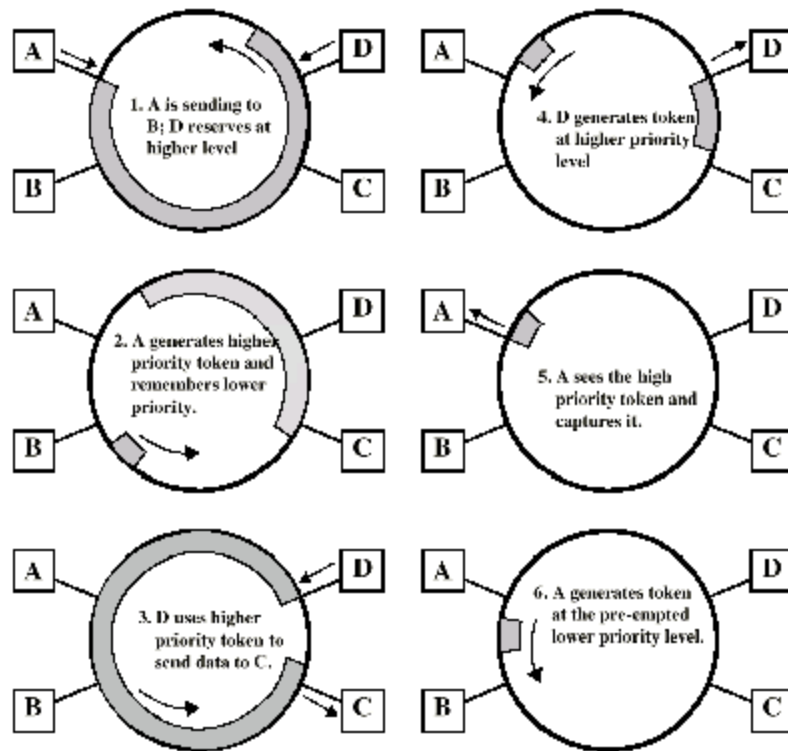 A
D
1. A is sending to
B; D reserves at
higher level
B
C
A
D
4. D generates token
at higher priority
level
B
C
A
D
2. A generates higher
priority token and
remembers lower
priority.
B
C
A
D
5. A sees the high
priority token and
captures it.
B
C
A
D
3. D uses higher
priority token to
send data to C.
B
C
A
D
6. A generates token
at the pre-empted
lower priority level.
B
C